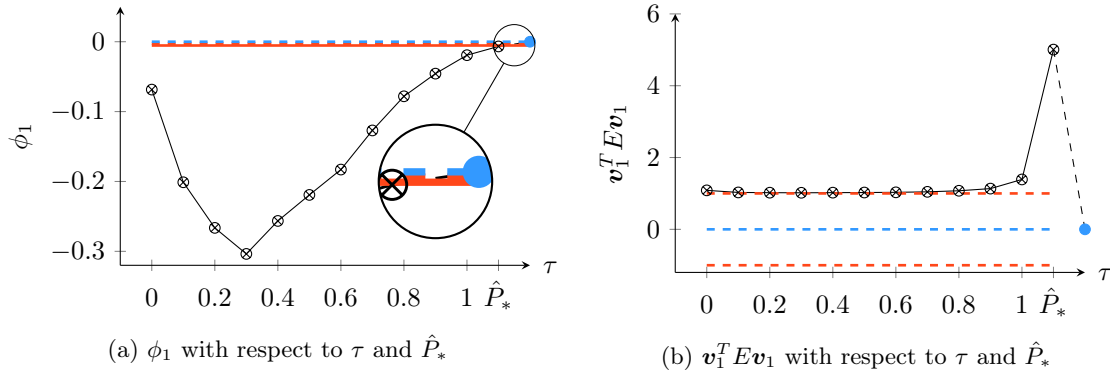 0
−0.1
−0.2
−0.3
ϕ₁
0 0.2 0.4 0.6 0.8 1 P̂∗
τ
(a) ϕ₁ with respect to τ and P̂∗
6
4
2
0
v₁ᵀEv₁
0 0.2 0.4 0.6 0.8 1 P̂∗
τ
(b) v₁ᵀEv₁ with respect to τ and P̂∗